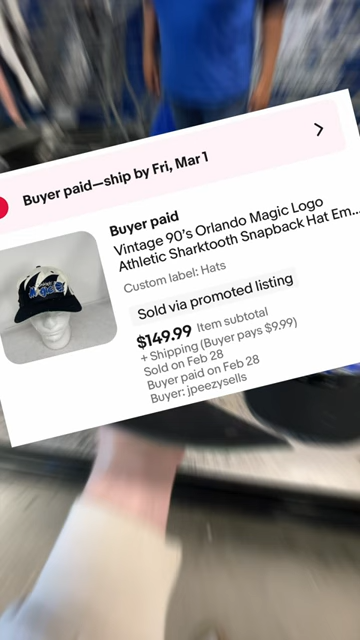 Buyer paid—ship by Fri, Mar 1
Buyer paid
Vintage 90's Orlando Magic Logo
Athletic Sharktooth Snapback Hat Em...
Custom label: Hats
Sold via promoted listing
$149.99 Item subtotal
+ Shipping (Buyer pays $9.99)
Sold on Feb 28
Buyer paid on Feb 28
Buyer: jpeezysells